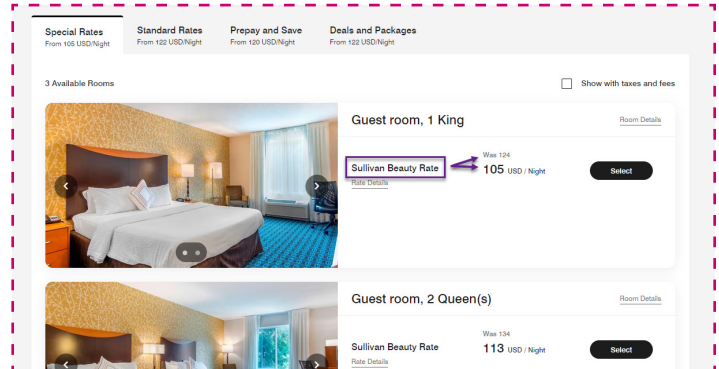 Special Rates
From 105 USD/Night
Standard Rates
From 122 USD/Night
Prepay and Save
From 120 USD/Night
Deals and Packages
From 122 USD/Night
3 Available Rooms
Show with taxes and fees
Guest room, 1 King
Room Details
Sullivan Beauty Rate
Rate Details
Was 124
105 USD / Night
Select
Guest room, 2 Queen(s)
Room Details
Sullivan Beauty Rate
Rate Details
Was 134
113 USD / Night
Select